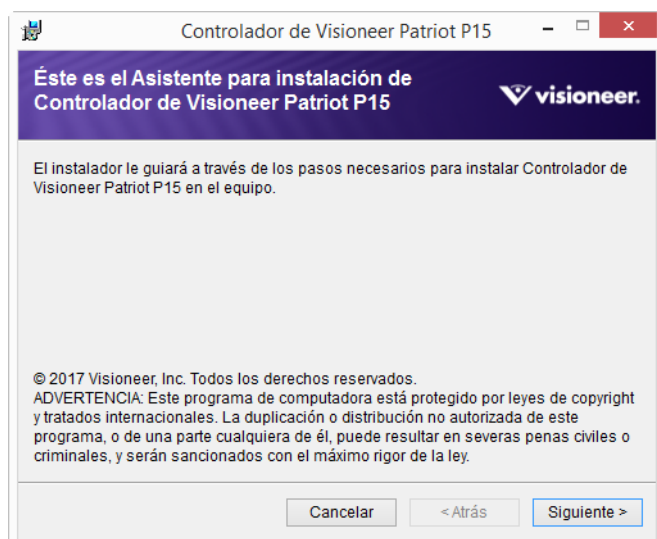 Controlador de Visioneer Patriot P15
Éste es el Asistente para instalación de
Controlador de Visioneer Patriot P15
visioneer.
El instalador le guiará a través de los pasos necesarios para instalar Controlador de
Visioneer Patriot P15 en el equipo.
© 2017 Visioneer, Inc. Todos los derechos reservados.
ADVERTENCIA: Este programa de computadora está protegido por leyes de copyright
y tratados internacionales. La duplicación o distribución no autorizada de este
programa, o de una parte cualquiera de él, puede resultar en severas penas civiles o
criminales, y serán sancionados con el máximo rigor de la ley.
Cancelar < Atrás Siguiente >